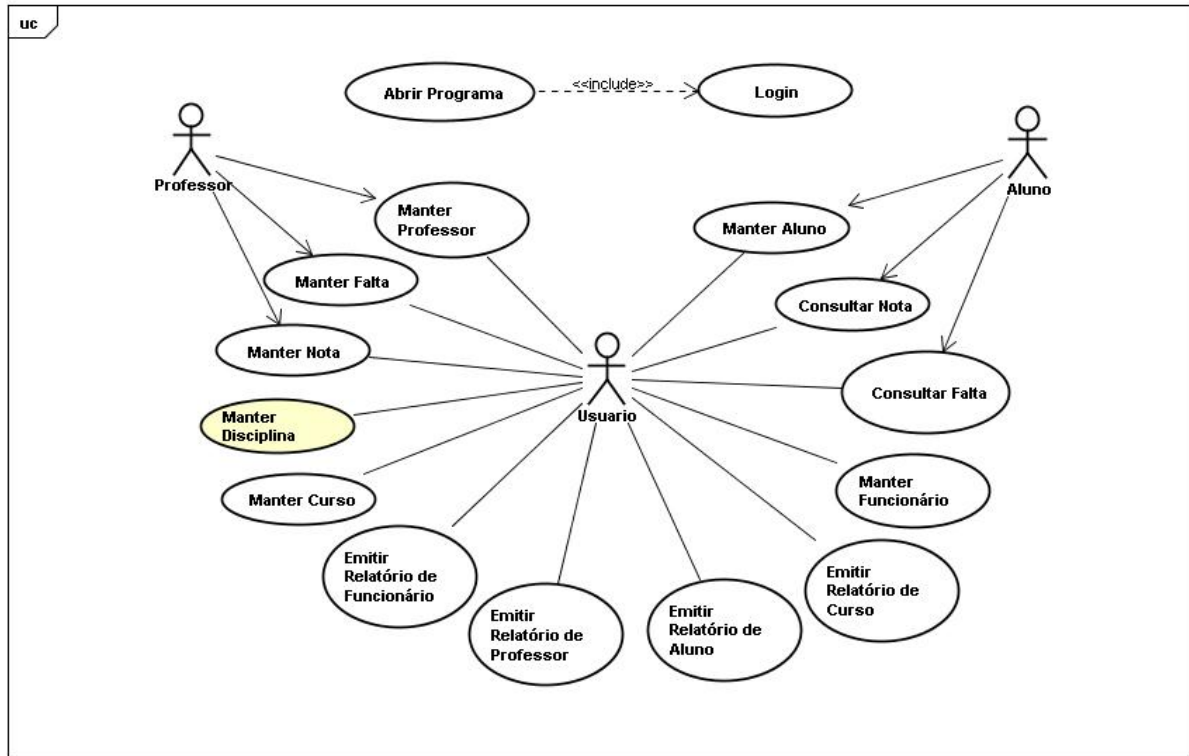 uc
Abrir Programa
<<include>>
Login
Professor
Aluno
Manter
Professor
Manter Aluno
Manter Falta
Consultar Nota
Manter Nota
Consultar Falta
Usuario
Manter
Disciplina
Manter Curso
Manter
Funcionário
Emitir
Relatório de
Funcionário
Emitir
Relatório de
Professor
Emitir
Relatório de
Aluno
Emitir
Relatório de
Curso